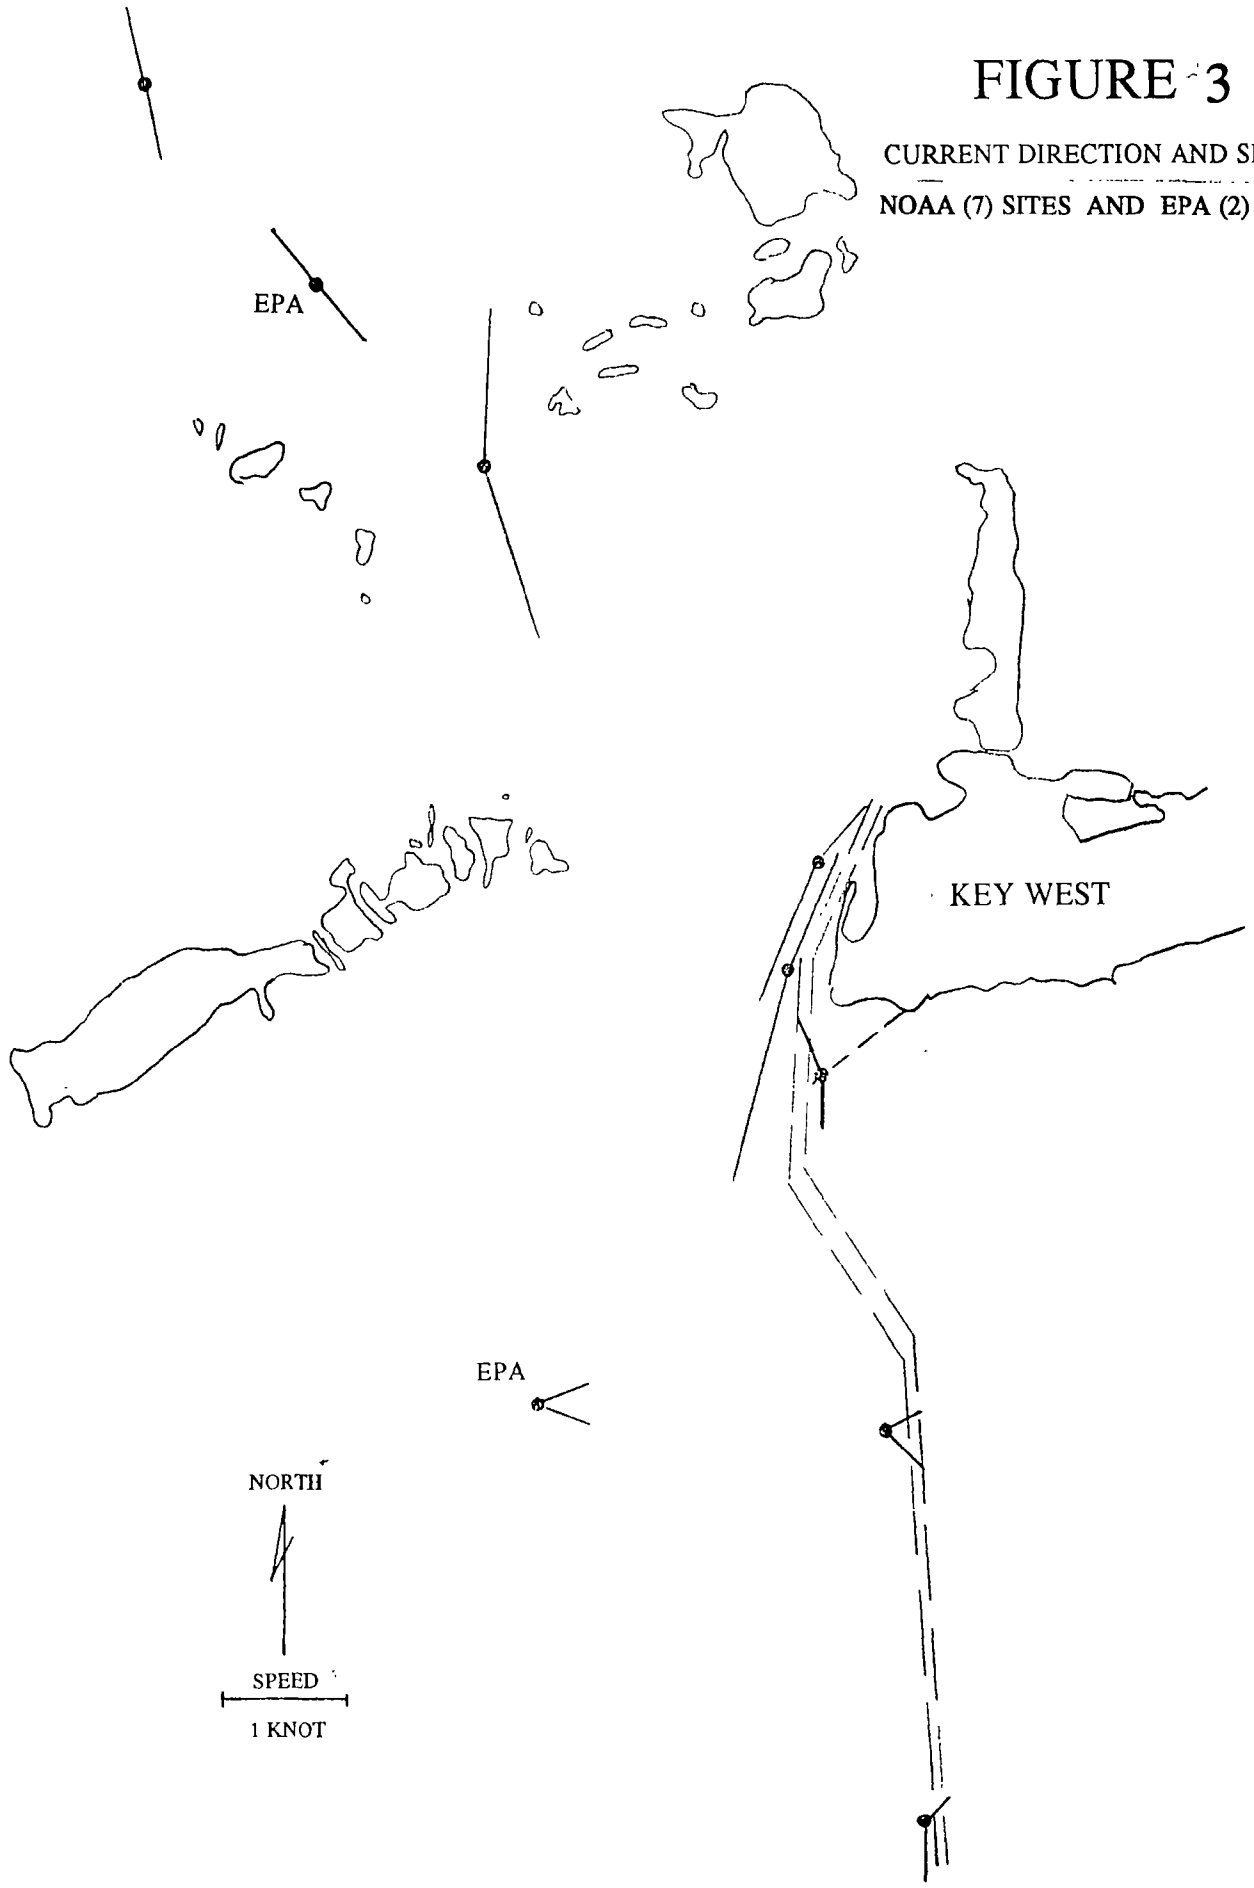 FIGURE 3
CURRENT DIRECTION AND
NOAA (7) SITES AND EPA (2)
EPA
KEY WEST
EPA
NORTH
SPEED
1 KNOT